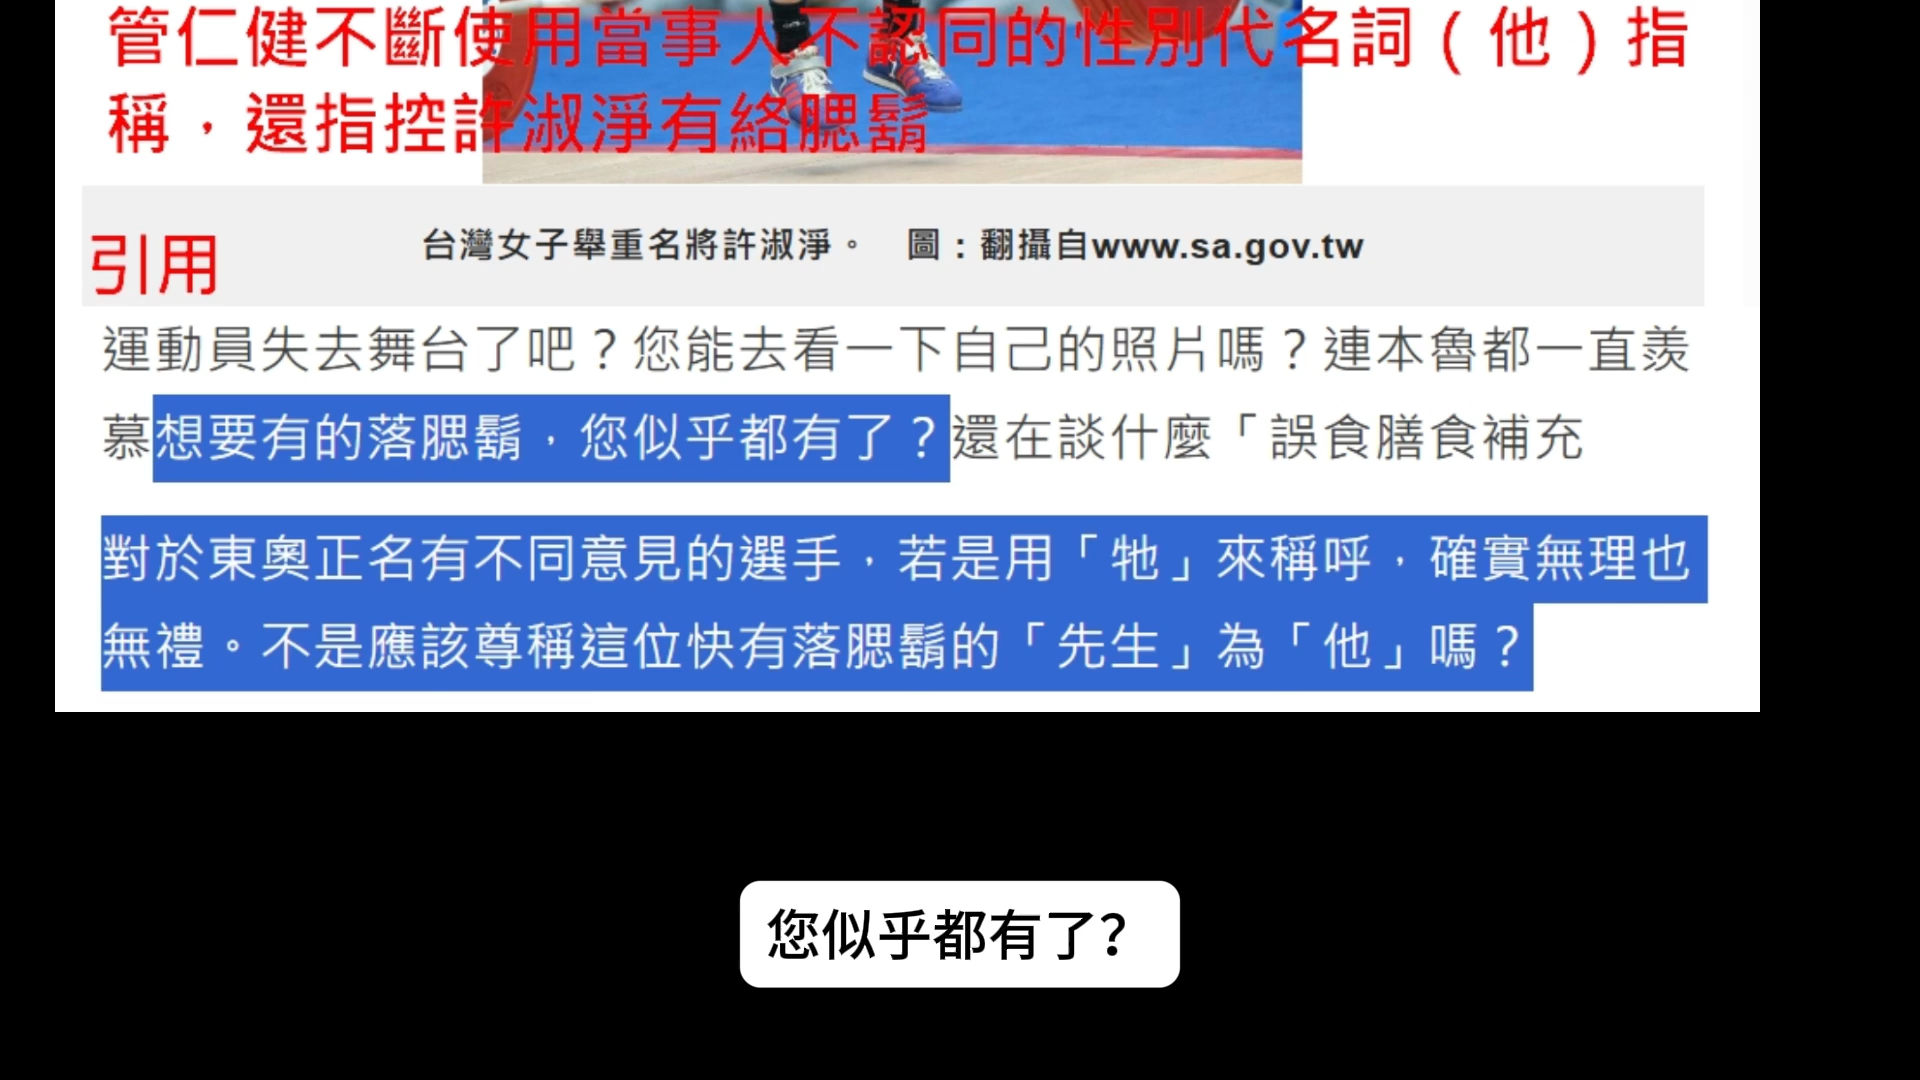 管仁健不斷使用當事人不認同的性別代名詞（他）指
稱，還指控許淑淨有絡腮鬍
引用
台灣女子舉重名將許淑淨。　圖：翻攝自www.sa.gov.tw
運動員失去舞台了吧？您能去看一下自己的照片嗎？連本魯都一直羨
慕想要有的落腮鬍，您似乎都有了？還在談什麼「誤食膳食補充
對於東奧正名有不同意見的選手，若是用「牠」來稱呼，確實無理也
無禮。不是應該尊稱這位快有落腮鬍的「先生」為「他」嗎？
您似乎都有了？